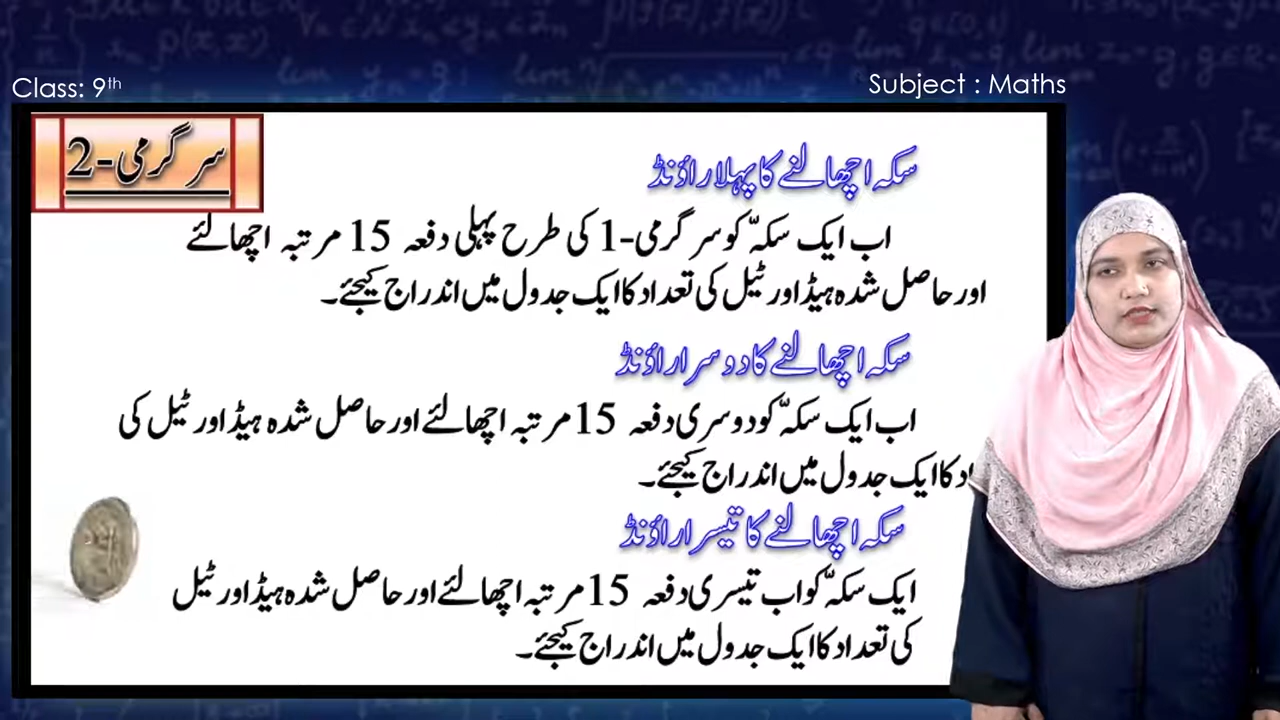 Class: 9th
Subject : Maths
سرگرمی-2
سکہ اچھالنے کا پہلا راؤنڈ
اب ایک سکہّ کو سرگرمی-1 کی طرح پہلی دفعہ 15 مرتبہ اچھالئے
اور حاصل شدہ ہیڈ اور ٹیل کی تعداد کا ایک جدول میں اندراج کیجئے۔
سکہ اچھالنے کا دوسرا راؤنڈ
اب ایک سکہّ کو دوسری دفعہ 15 مرتبہ اچھالئے اور حاصل شدہ ہیڈ اور ٹیل کی
کا ایک جدول میں اندراج کیجئے۔
سکہ اچھالنے کا تیسرا راؤنڈ
ایک سکہّ کو اب تیسری دفعہ 15 مرتبہ اچھالئے اور حاصل شدہ ہیڈ اور ٹیل
کی تعداد کا ایک جدول میں اندراج کیجئے۔